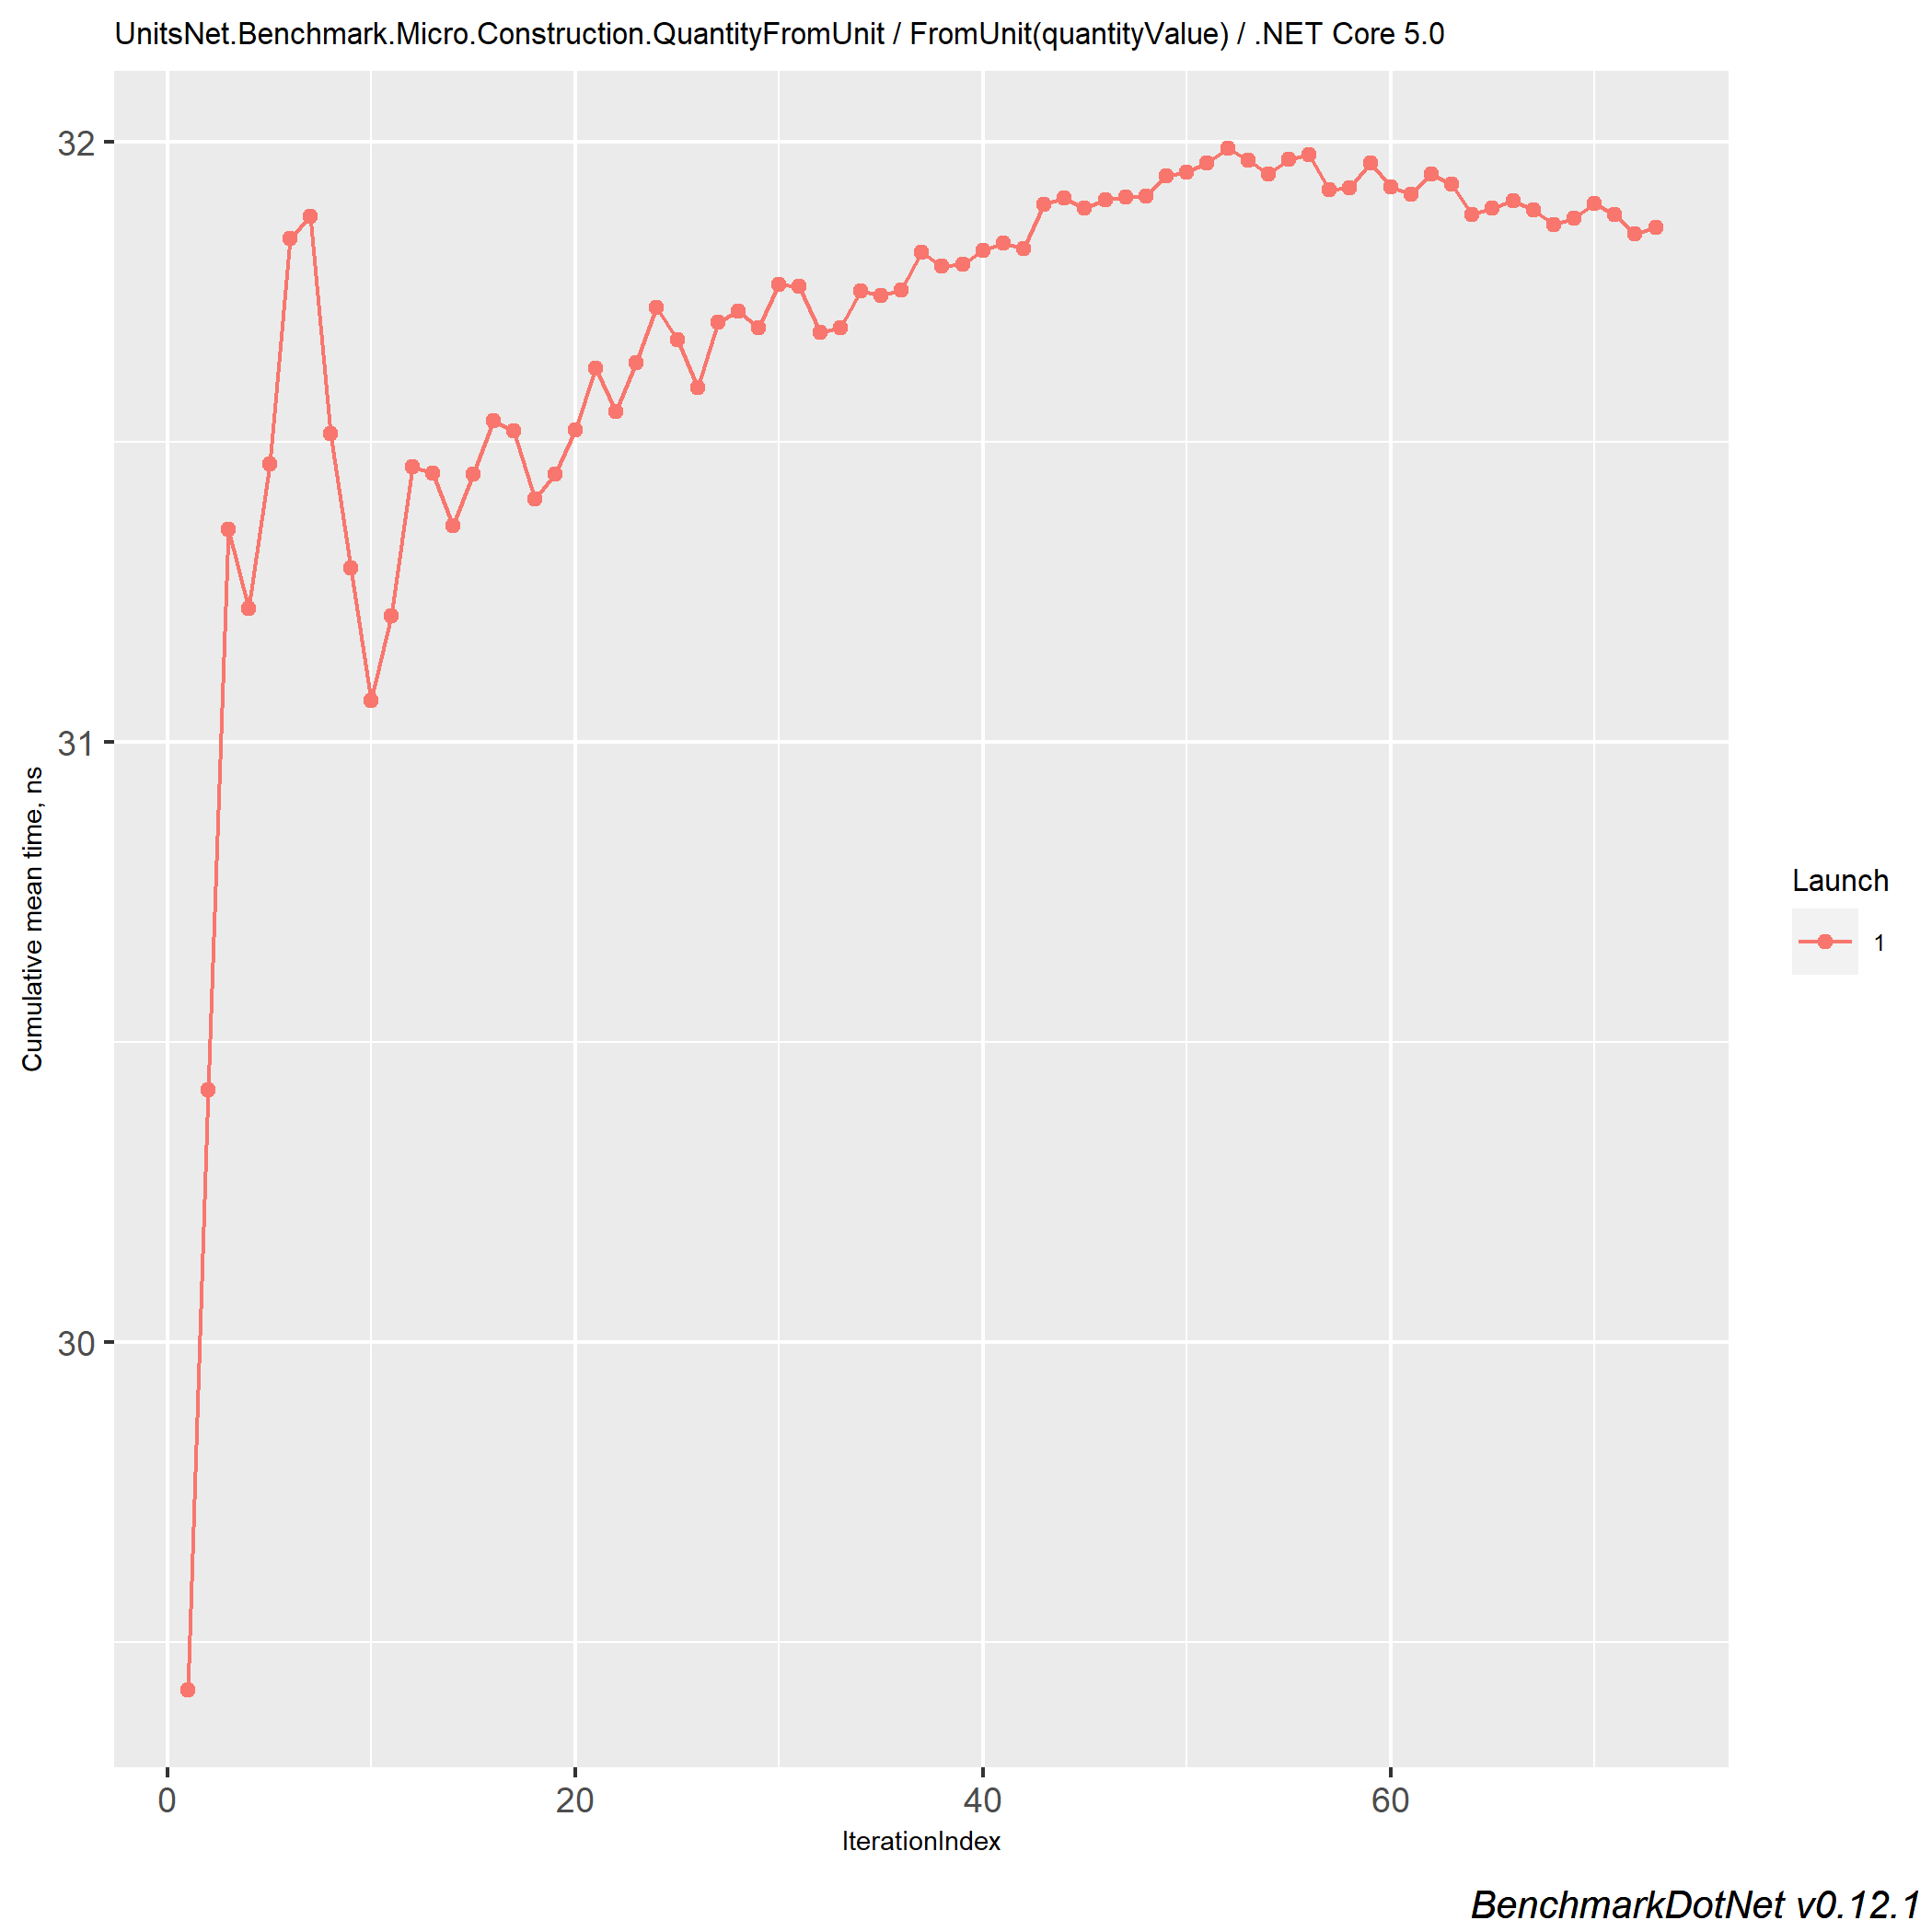 UnitsNet.Benchmark.Micro.Construction.QuantityFromUnit / FromUnit(quantityValue) / .NET Core 5.0
32
31
30
Cumulative mean time, ns
0 20 40 60
IterationIndex
Launch
1
BenchmarkDotNet v0.12.1